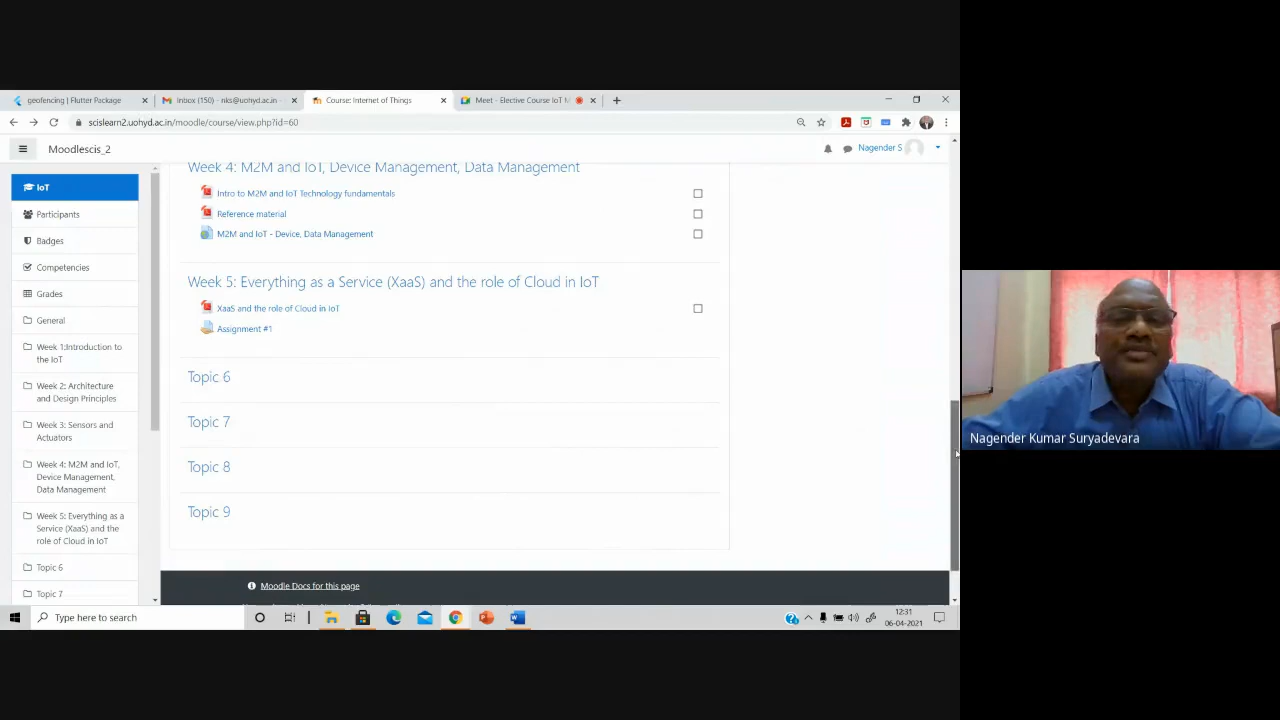 geofencing | Flutter Package
Inbox (150) - nks@uohyd.ac.in -
Course: Internet of Things
Meet - Elective Course IoT M
scislearn2.uohyd.ac.in/moodle/course/view.php?id=60
Moodlescis_2
Nagender S
IoT
Participants
Badges
Competencies
Grades
General
Week 1:Introduction to
the IoT
Week 2: Architecture
and Design Principles
Week 3: Sensors and
Actuators
Week 4: M2M and IoT,
Device Management,
Data Management
Week 5: Everything as a
Service (XaaS) and the
role of Cloud in IoT
Topic 6
Topic 7
Week 4: M2M and IoT, Device Management, Data Management
Intro to M2M and IoT Technology fundamentals
Reference material
M2M and IoT - Device, Data Management
Week 5: Everything as a Service (XaaS) and the role of Cloud in IoT
XaaS and the role of Cloud in IoT
Assignment #1
Topic 6
Topic 7
Topic 8
Topic 9
Moodle Docs for this page
Nagender Kumar Suryadevara
Type here to search
12:31
06-04-2021